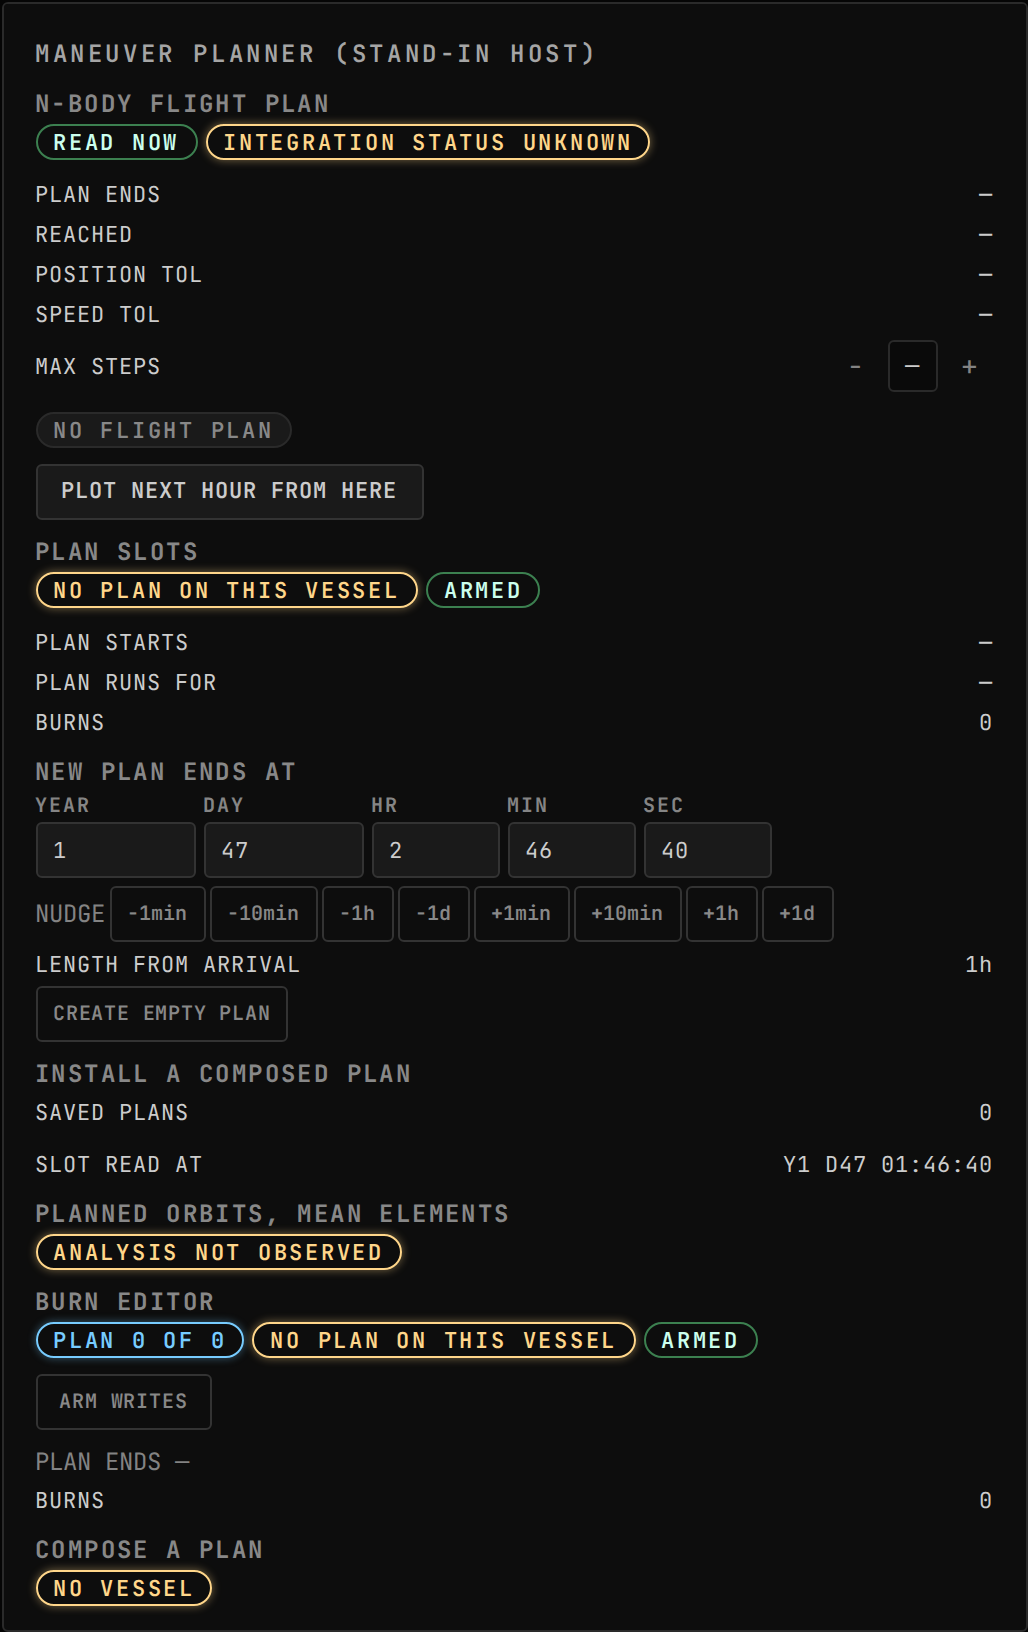 MANEUVER PLANNER (STAND-IN HOST)
N-BODY FLIGHT PLAN
READ NOW INTEGRATION STATUS UNKNOWN
PLAN ENDS —
REACHED —
POSITION TOL —
SPEED TOL —
MAX STEPS - — +
NO FLIGHT PLAN
PLOT NEXT HOUR FROM HERE
PLAN SLOTS
NO PLAN ON THIS VESSEL ARMED
PLAN STARTS —
PLAN RUNS FOR —
BURNS 0
NEW PLAN ENDS AT
YEAR DAY HR MIN SEC
1 47 2 46 40
NUDGE -1min -10min -1h -1d +1min +10min +1h +1d
LENGTH FROM ARRIVAL 1h
CREATE EMPTY PLAN
INSTALL A COMPOSED PLAN
SAVED PLANS 0
SLOT READ AT Y1 D47 01:46:40
PLANNED ORBITS, MEAN ELEMENTS
ANALYSIS NOT OBSERVED
BURN EDITOR
PLAN 0 OF 0 NO PLAN ON THIS VESSEL ARMED
ARM WRITES
PLAN ENDS —
BURNS 0
COMPOSE A PLAN
NO VESSEL